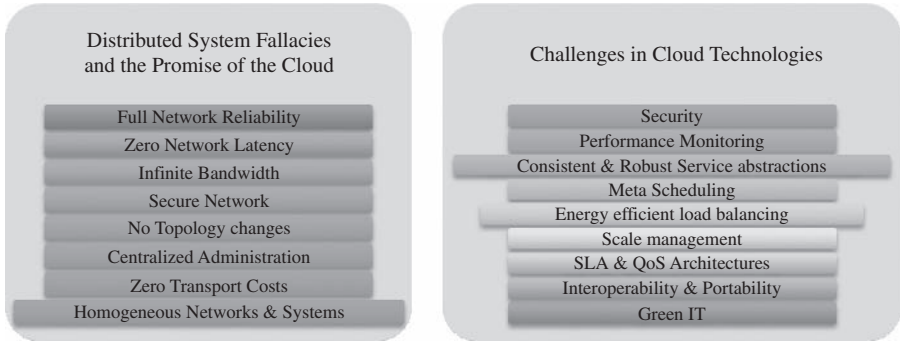 Distributed System Fallacies
and the Promise of the Cloud
Full Network Reliability
Zero Network Latency
Infinite Bandwidth
Secure Network
No Topology changes
Centralized Administration
Zero Transport Costs
Homogeneous Networks & Systems
Challenges in Cloud Technologies
Security
Performance Monitoring
Consistent & Robust Service abstractions
Meta Scheduling
Energy efficient load balancing
Scale management
SLA & QoS Architectures
Interoperability & Portability
Green IT